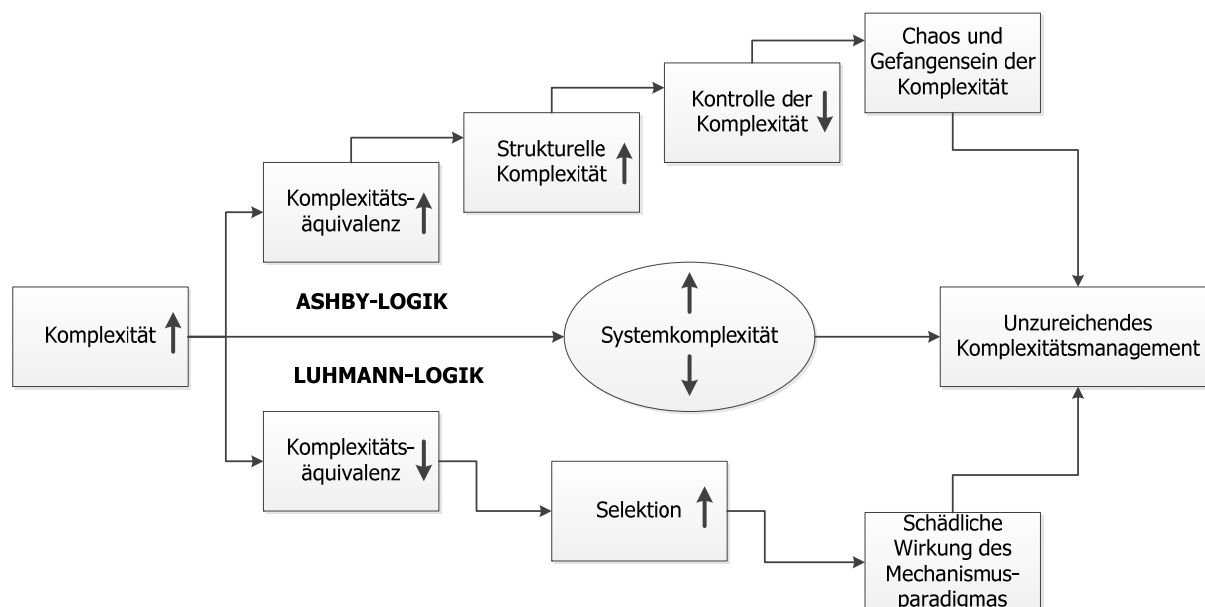 Chaos und
Gefangensein der
Komplexität
Kontrolle der
Komplexität
Strukturelle
Komplexität
Komplexitäts-
äquivalenz
ASHBY-LOGIK
Komplexität
Systemkomplexität
Unzureichendes
Komplexitätsmanagement
LUHMANN-LOGIK
Komplexitäts-
äquivalenz
Selektion
Schädliche
Wirkung des
Mechanismus-
paradigmas